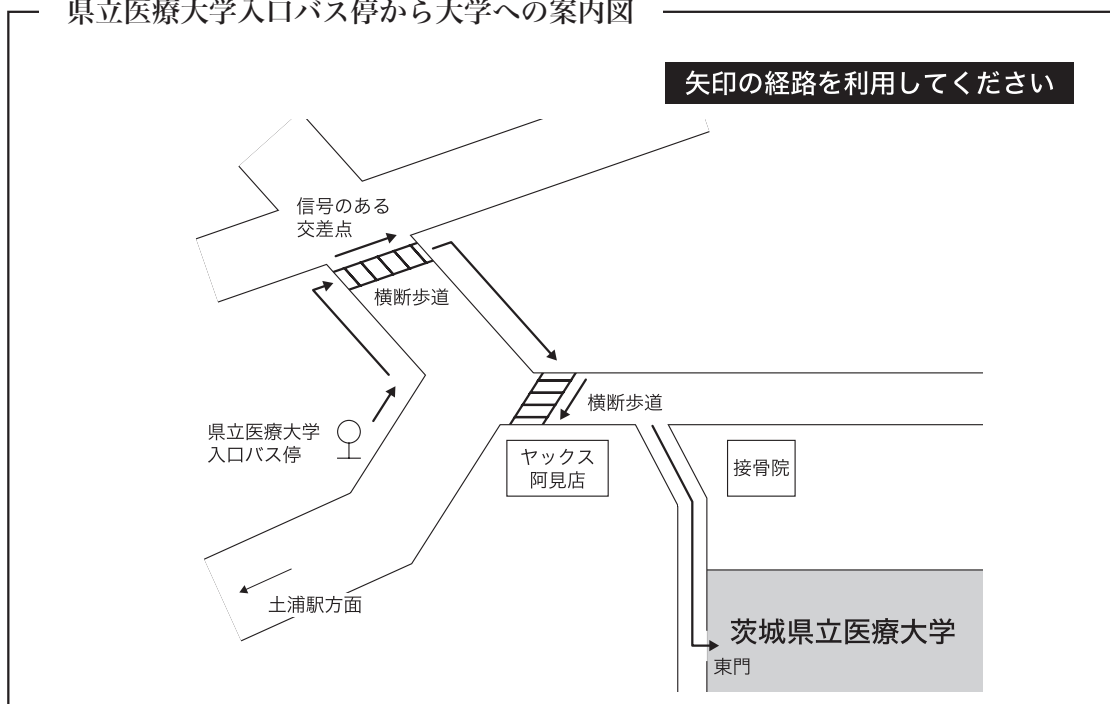 県立医療大学入口バス停から大学への案内図
矢印の経路を利用してください
信号のある
交差点
横断歩道
横断歩道
県立医療大学
入口バス停
ヤックス
阿見店
接骨院
土浦駅方面
茨城県立医療大学
東門